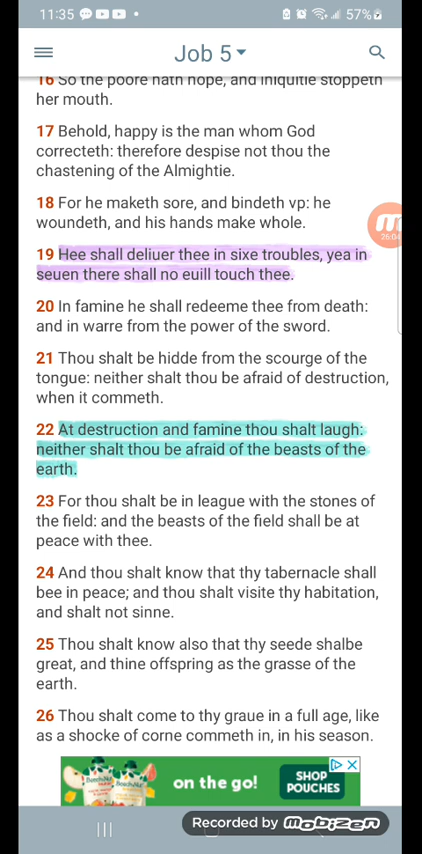 11:35
57%
Job 5
16 So the poore hath hope, and iniquitie stoppeth
her mouth.
17 Behold, happy is the man whom God
correcteth: therefore despise not thou the
chastening of the Almightie.
18 For he maketh sore, and bindeth vp: he
woundeth, and his hands make whole.
26:04
19 Hee shall deliuer thee in sixe troubles, yea in
seuen there shall no euill touch thee.
20 In famine he shall redeeme thee from death:
and in warre from the power of the sword.
21 Thou shalt be hidde from the scourge of the
tongue: neither shalt thou be afraid of destruction,
when it commeth.
22 At destruction and famine thou shalt laugh:
neither shalt thou be afraid of the beasts of the
earth.
23 For thou shalt be in league with the stones of
the field: and the beasts of the field shall be at
peace with thee.
24 And thou shalt know that thy tabernacle shall
bee in peace; and thou shalt visite thy habitation,
and shalt not sinne.
25 Thou shalt know also that thy seede shalbe
great, and thine offspring as the grasse of the
earth.
26 Thou shalt come to thy graue in a full age, like
as a shocke of corne commeth in, in his season.
on the go!
SHOP
POUCHES
Recorded by mobizen